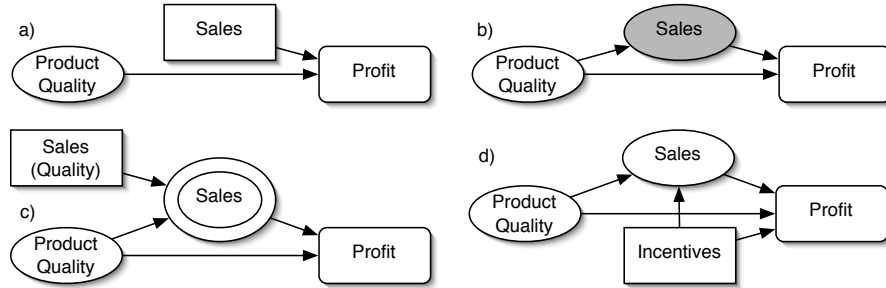 a)
Sales
Product
Quality
Profit
b)
Sales
Product
Quality
Profit
Sales
(Quality)
Sales
c)
Product
Quality
Profit
d)
Sales
Product
Quality
Profit
Incentives